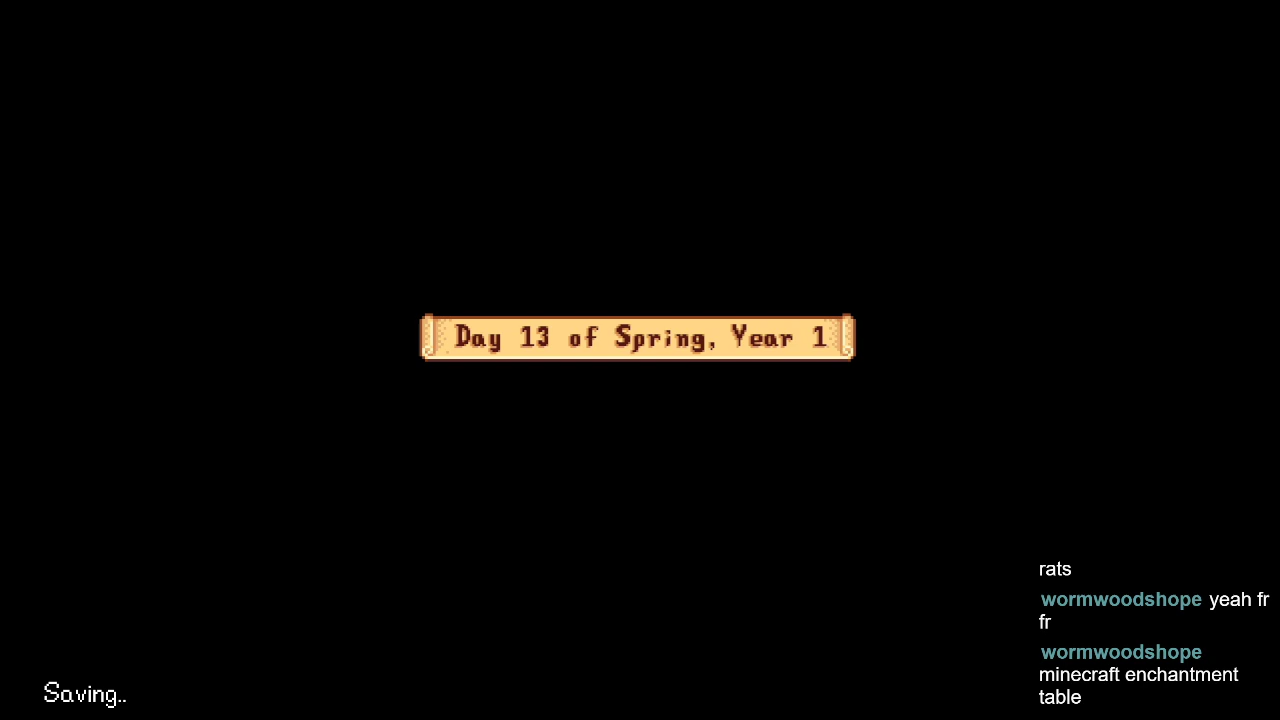 Day 13 of Spring, Year 1
rats
wormwoodshope yeah fr
fr
wormwoodshope
minecraft enchantment
table
Saving..